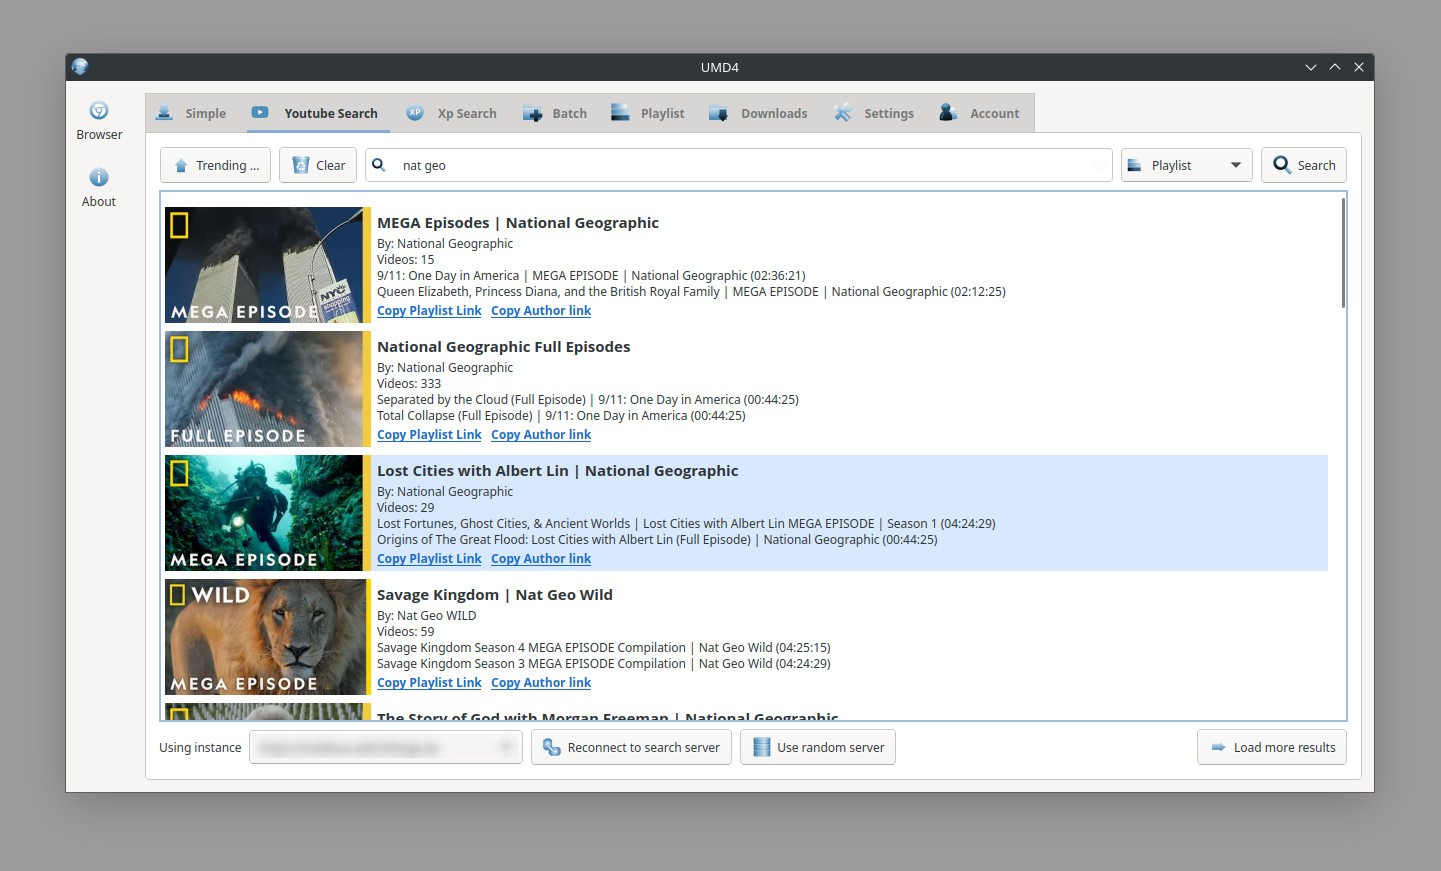 UMD4
Browser
About
Simple
Youtube Search
XP
Xp Search
Batch
Playlist
Downloads
Settings
Account
Trending ...
Clear
nat geo
Playlist
Search
MEGA EPISODE
NYC
shopping
MEGA Episodes | National Geographic
By: National Geographic
Videos: 15
9/11: One Day in America | MEGA EPISODE | National Geographic (02:36:21)
Queen Elizabeth, Princess Diana, and the British Royal Family | MEGA EPISODE | National Geographic (02:12:25)
Copy Playlist Link Copy Author link
FULL EPISODE
National Geographic Full Episodes
By: National Geographic
Videos: 333
Separated by the Cloud (Full Episode) | 9/11: One Day in America (00:44:25)
Total Collapse (Full Episode) | 9/11: One Day in America (00:44:25)
Copy Playlist Link Copy Author link
MEGA EPISODE
Lost Cities with Albert Lin | National Geographic
By: National Geographic
Videos: 29
Lost Fortunes, Ghost Cities, & Ancient Worlds | Lost Cities with Albert Lin MEGA EPISODE | Season 1 (04:24:29)
Origins of The Great Flood: Lost Cities with Albert Lin (Full Episode) | National Geographic (00:44:25)
Copy Playlist Link Copy Author link
WILD
MEGA EPISODE
Savage Kingdom | Nat Geo Wild
By: Nat Geo WILD
Videos: 59
Savage Kingdom Season 4 MEGA EPISODE Compilation | Nat Geo Wild (04:25:15)
Savage Kingdom Season 3 MEGA EPISODE Compilation | Nat Geo Wild (04:24:29)
Copy Playlist Link Copy Author link
The Story of God with Morgan Freeman | National Geographic
Using instance
Reconnect to search server
Use random server
Load more results